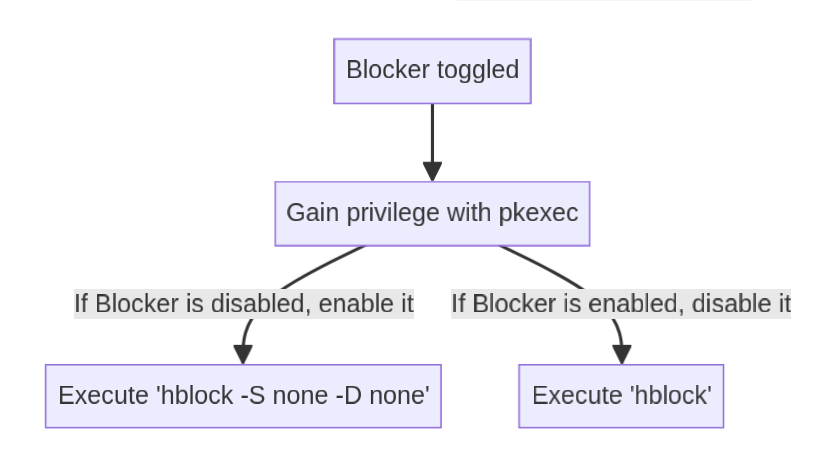 Blocker toggled
Gain privilege with pkexec
If Blocker is disabled, enable it
If Blocker is enabled, disable it
Execute 'hblock -S none -D none'
Execute 'hblock'